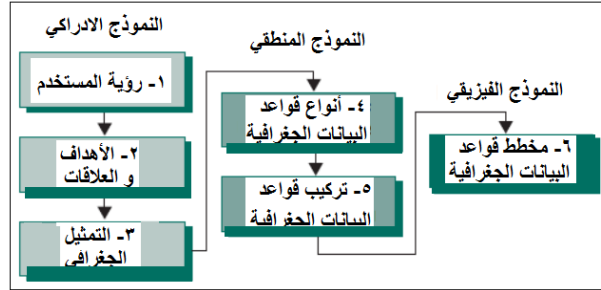 النموذج الادراكي
١- رؤية المستخدم
٢- الأهداف
و العلاقات
٣- التمثيل
الجغرافي
النموذج المنطقي
٤- أنواع قواعد
البيانات الجغرافية
٥- تركيب قواعد
البيانات الجغرافية
النموذج الفيزيقي
٦- مخطط قواعد
البيانات الجغرافية